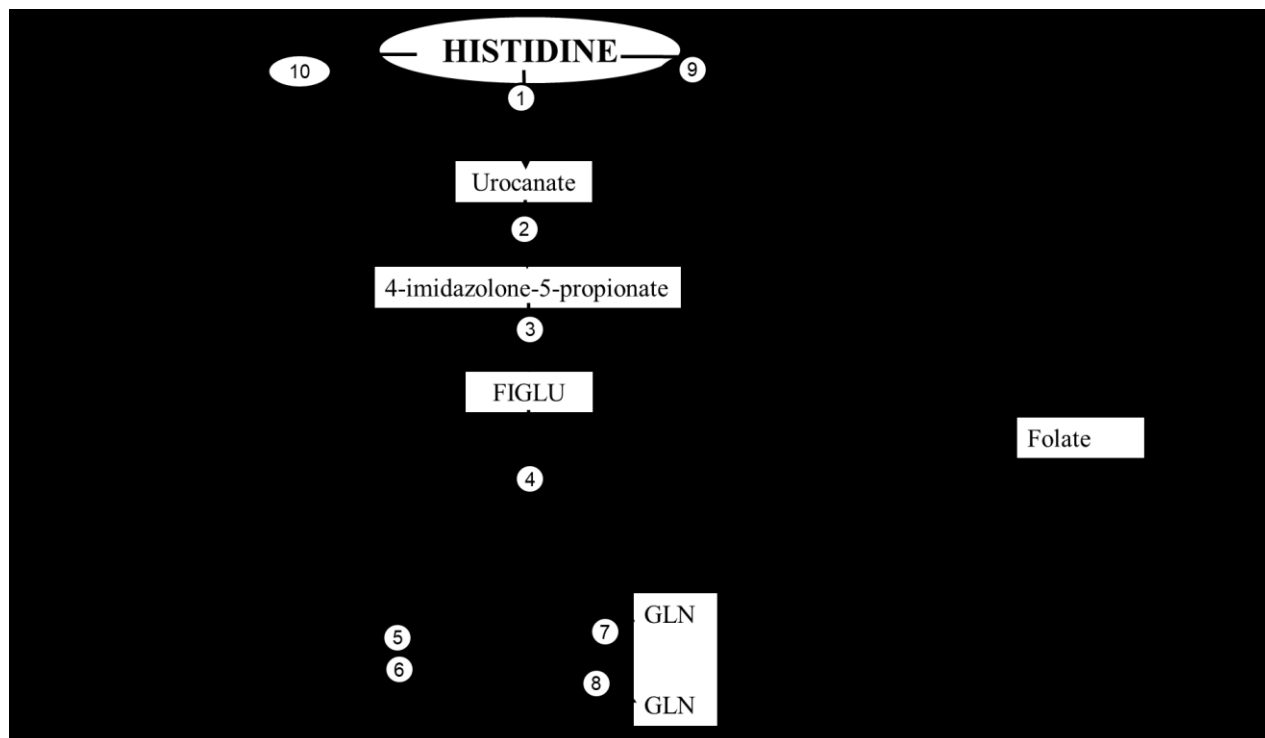 HISTIDINE
10
9
1
Urocanate
2
4-imidazolone-5-propionate
3
FIGLU
Folate
4
GLN
7
5
6
8
GLN